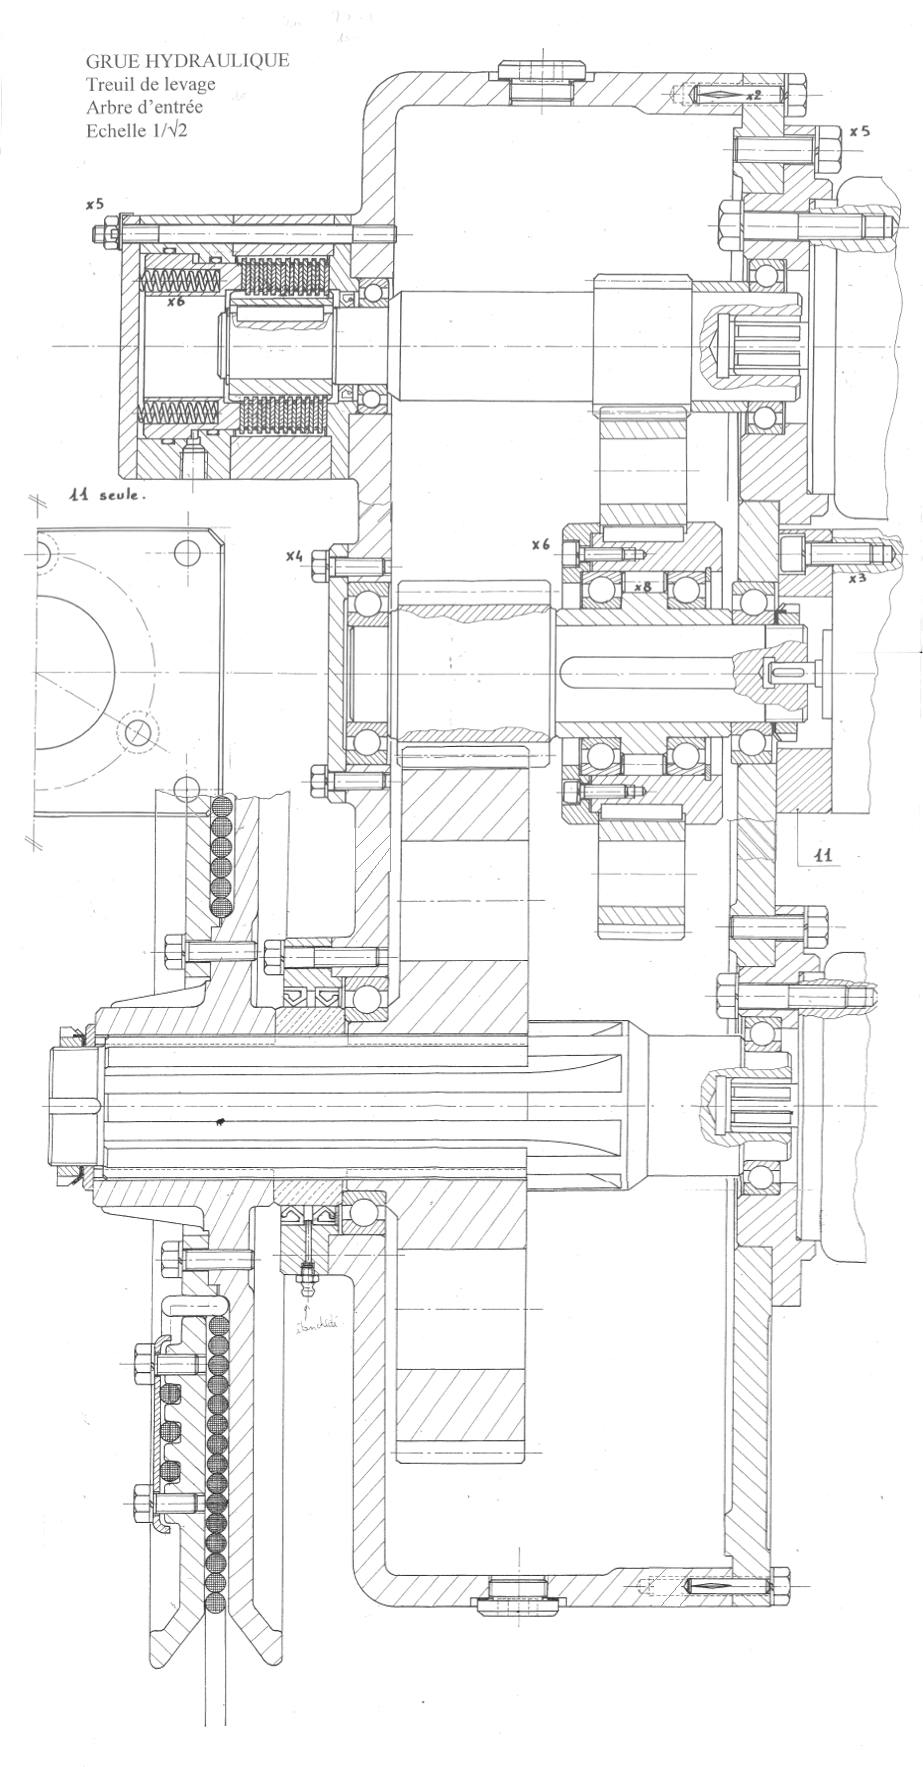 GRUE HYDRAULIQUE
Treuil de levage
Arbre d'entrée
Echelle 1/√2
x2
x5
x5
x6
11 seule.
x6
x4
x8
x3
11
étanchéité